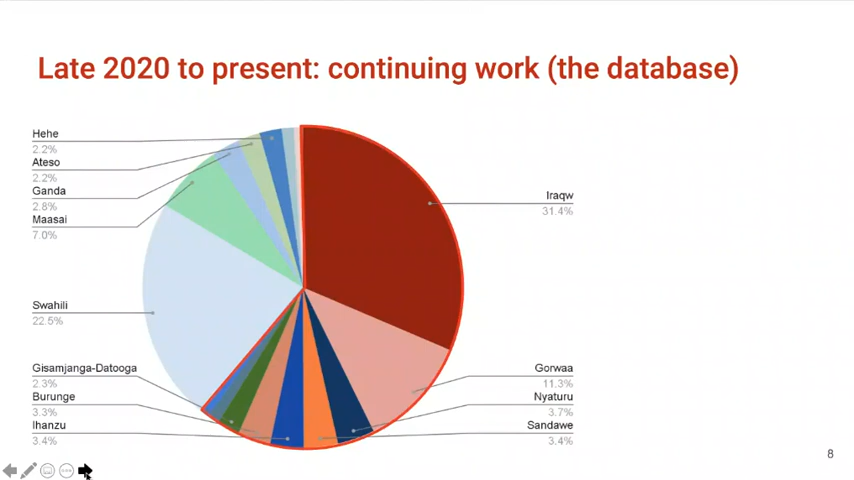 Late 2020 to present: continuing work (the database)
Hehe
2.2%
Ateso
2.2%
Ganda
2.8%
Maasai
7.0%
Swahili
22.5%
Gisamjanga-Datooga
2.3%
Burunge
3.3%
Ihanzu
3.4%
Iraqw
31.4%
Gorwaa
11.3%
Nyaturu
3.7%
Sandawe
3.4%
8